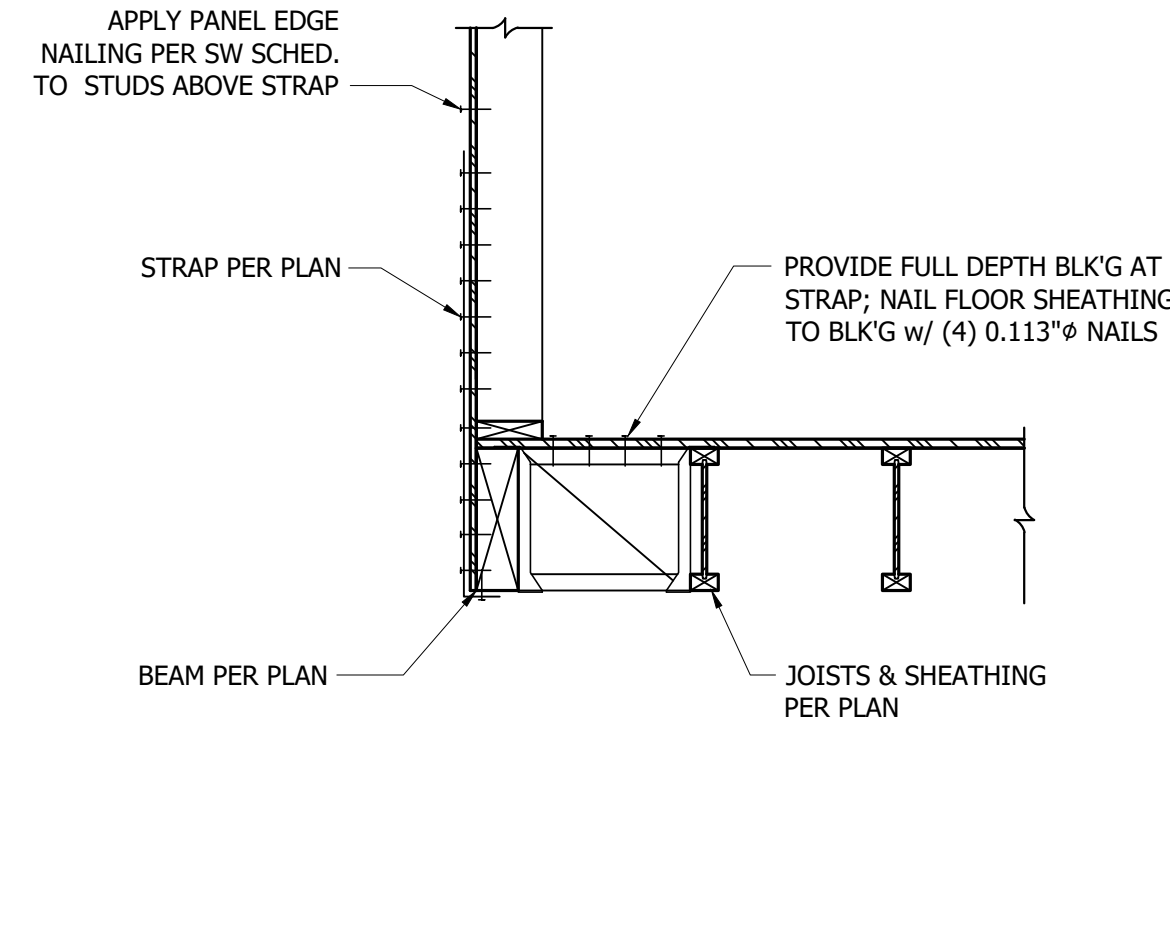 APPLY PANEL EDGE
NAILING PER SW SCHED.
TO STUDS ABOVE STRAP
STRAP PER PLAN
PROVIDE FULL DEPTH BLK'G AT
STRAP; NAIL FLOOR SHEATHING
TO BLK'G w/ (4) 0.113"⌀ NAILS
BEAM PER PLAN
JOISTS & SHEATHING
PER PLAN